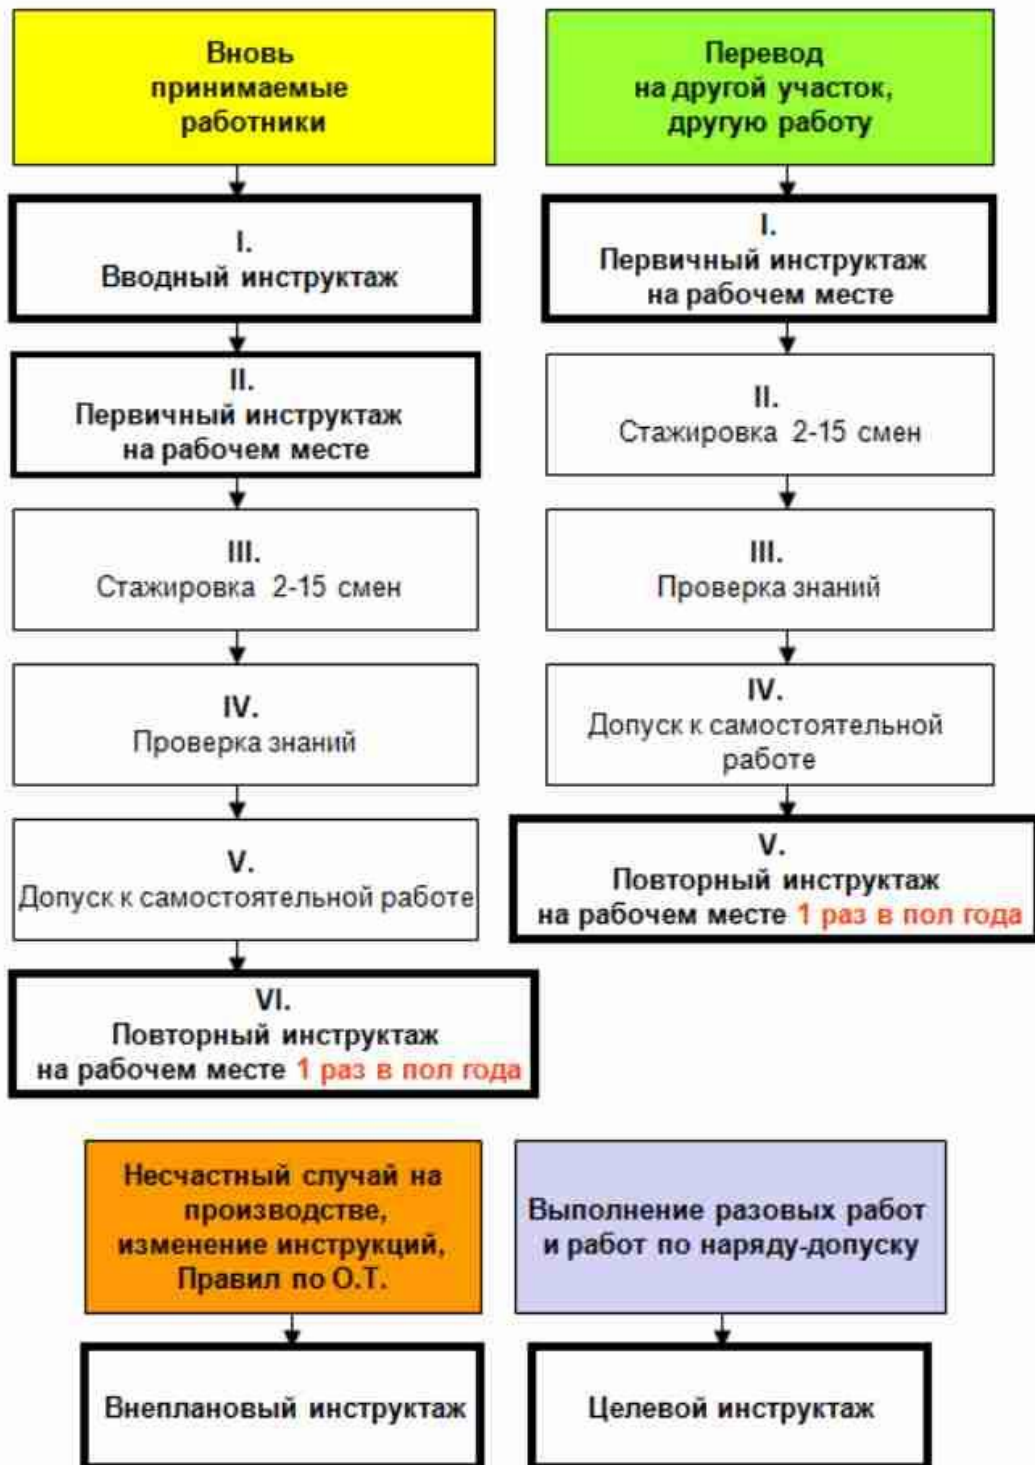 Вновь
принимаемые
работники
I.
Вводный инструктаж
II.
Первичный инструктаж
на рабочем месте
III.
Стажировка 2-15 смен
IV.
Проверка знаний
V.
Допуск к самостоятельной работе
VI.
Повторный инструктаж
на рабочем месте 1 раз в пол года
Перевод
на другой участок,
другую работу
I.
Первичный инструктаж
на рабочем месте
II.
Стажировка 2-15 смен
III.
Проверка знаний
IV.
Допуск к самостоятельной
работе
V.
Повторный инструктаж
на рабочем месте 1 раз в пол года
Несчастный случай на
производстве,
изменение инструкций,
Правил по О.Т.
Внеплановый инструктаж
Выполнение разовых работ
и работ по наряду-допуску
Целевой инструктаж